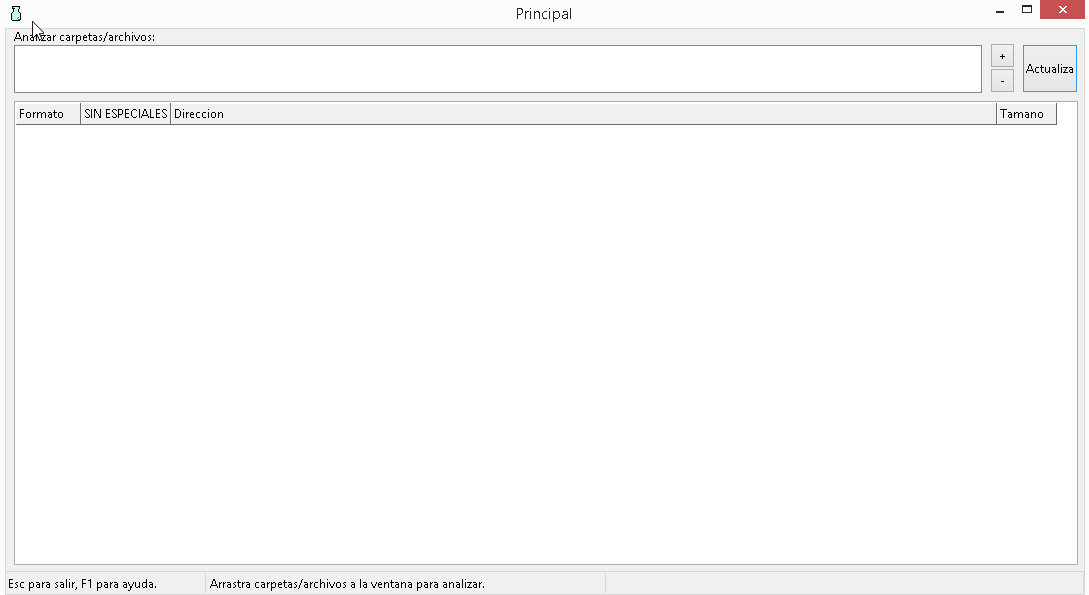 Principal
Analizar carpetas/archivos:
+
-
Actualiza
Formato SIN ESPECIALES Direccion Tamano
Esc para salir, F1 para ayuda. Arrastra carpetas/archivos a la ventana para analizar.